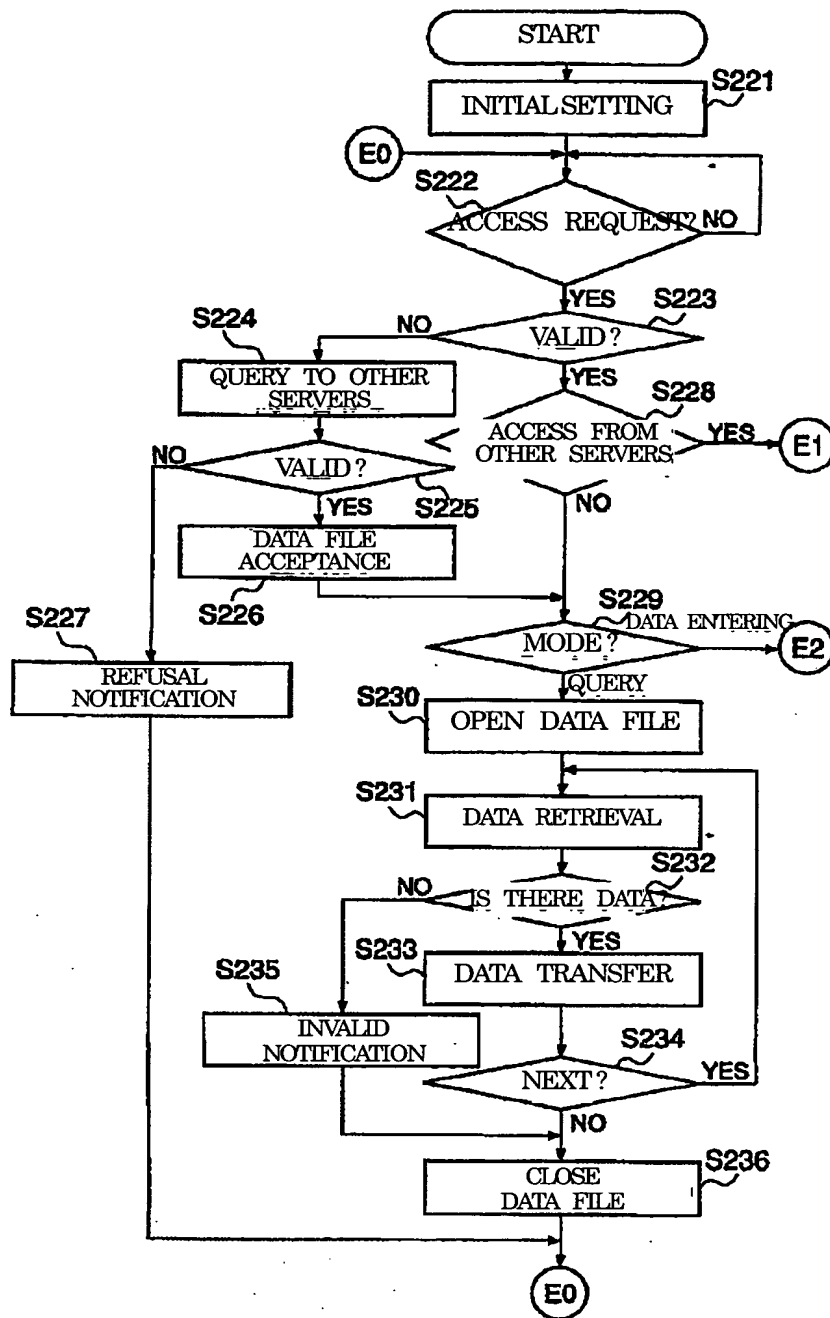 START
S221
INITIAL SETTING
E0
S222
ACCESS REQUEST?
NO
YES
S223
NO
VALID?
S224
QUERY TO OTHER
SERVERS
YES
S228
ACCESS FROM
OTHER SERVERS
YES
E1
NO
VALID?
S225
YES
NO
DATA FILE
ACCEPTANCE
S226
S229
DATA ENTERING
MODE?
E2
S227
REFUSAL
NOTIFICATION
QUERY
S230
OPEN DATA FILE
S231
DATA RETRIEVAL
S232
NO
IS THERE DATA?
YES
S233
DATA TRANSFER
S235
INVALID
NOTIFICATION
S234
NEXT?
YES
NO
S236
CLOSE
DATA FILE
E0